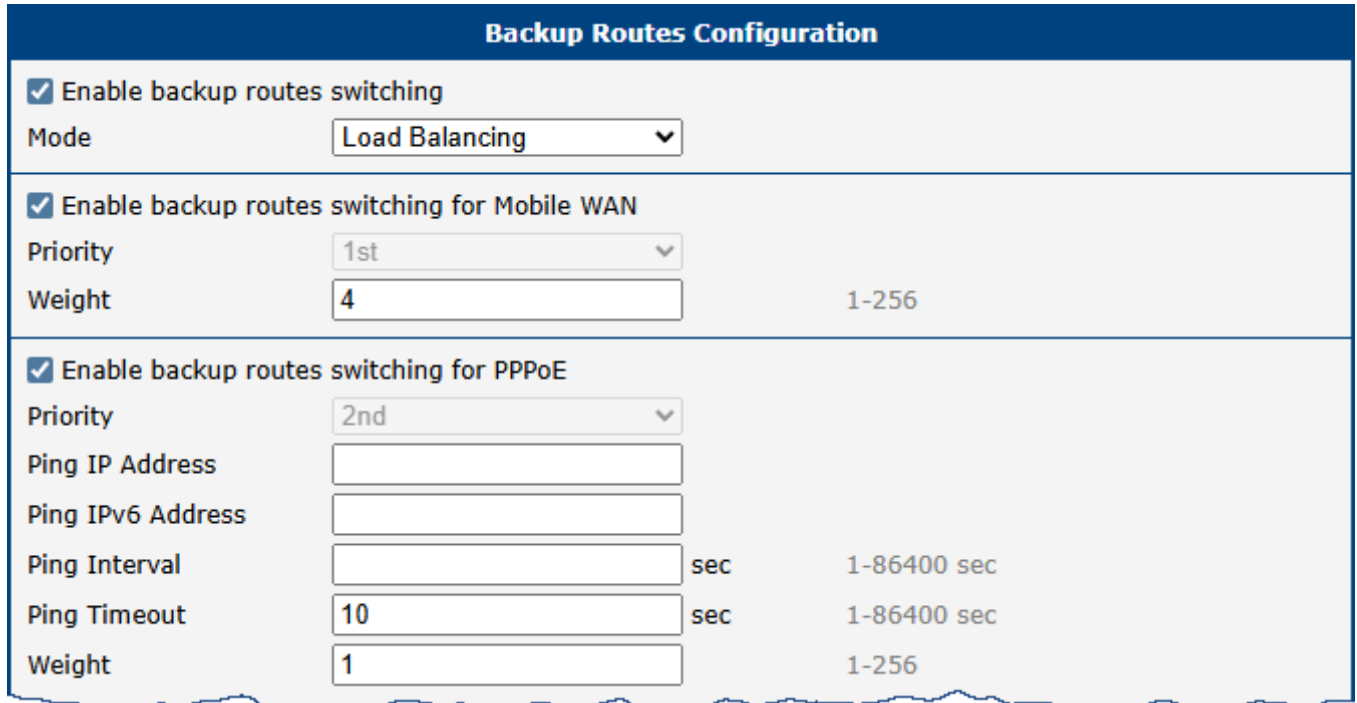 Backup Routes Configuration
Enable backup routes switching
Mode Load Balancing
Enable backup routes switching for Mobile WAN
Priority 1st
Weight 4 1-256
Enable backup routes switching for PPPoE
Priority 2nd
Ping IP Address
Ping IPv6 Address
Ping Interval sec 1-86400 sec
Ping Timeout 10 sec 1-86400 sec
Weight 1 1-256